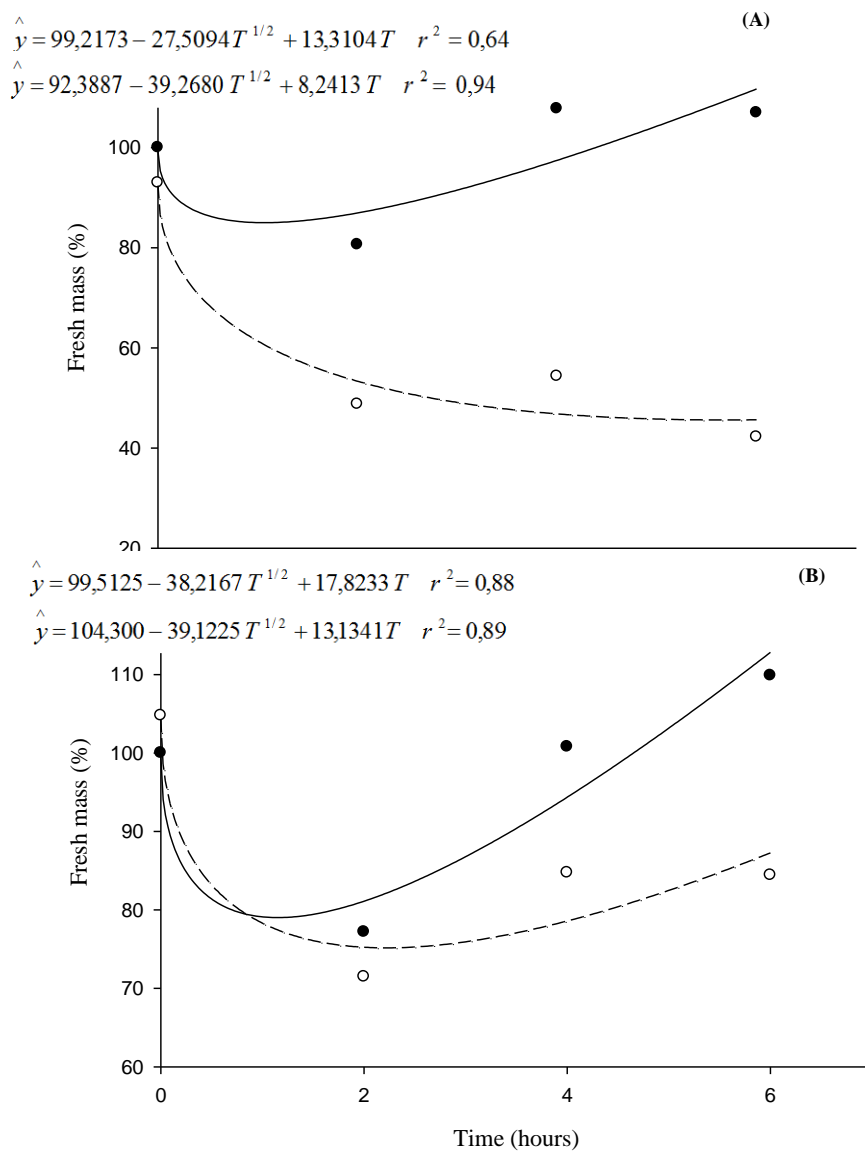 (A)
ŷ = 99,2173 − 27,5094 T^1/2 + 13,3104 T r² = 0,64
ŷ = 92,3887 − 39,2680 T^1/2 + 8,2413 T r² = 0,94
100
80
60
40
20
Fresh mass (%)
(B)
ŷ = 99,5125 − 38,2167 T^1/2 + 17,8233 T r² = 0,88
ŷ = 104,300 − 39,1225 T^1/2 + 13,1341 T r² = 0,89
110
100
90
80
70
60
Fresh mass (%)
0 2 4 6
Time (hours)